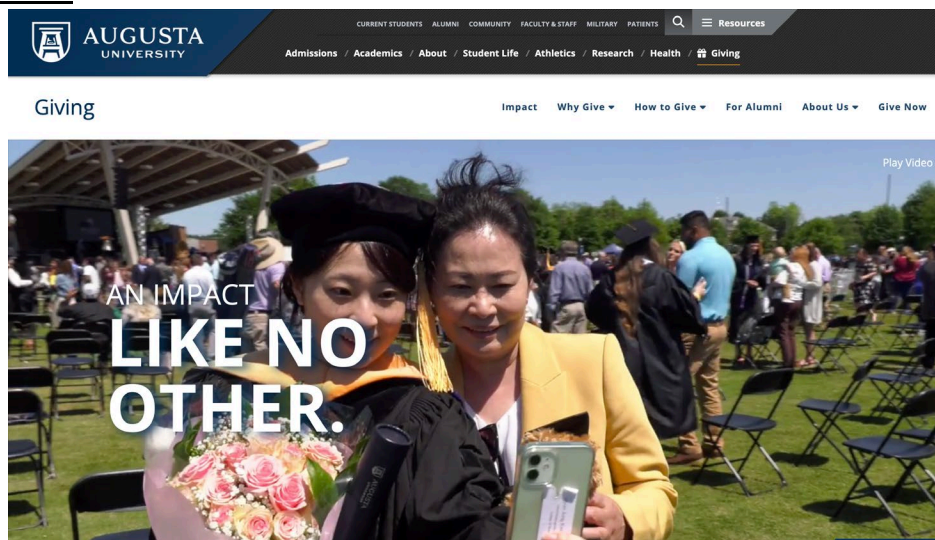 AUGUSTA
UNIVERSITY
CURRENT STUDENTS ALUMNI COMMUNITY FACULTY & STAFF MILITARY PATIENTS Resources
Admissions / Academics / About / Student Life / Athletics / Research / Health / Giving
Giving
Impact Why Give How to Give For Alumni About Us Give Now
Play Video
AN IMPACT
LIKE NO
OTHER.
AUGUSTA